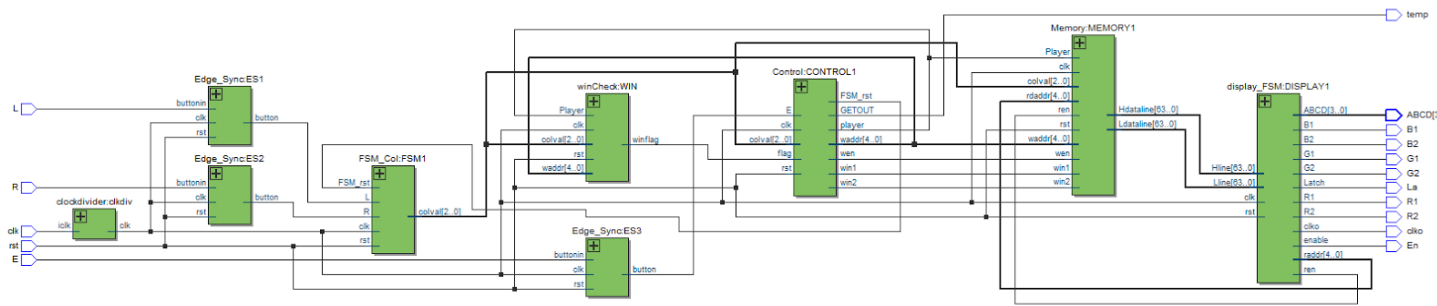 L
R
clk
rst
E
clockdivider:clkdiv
iclk
clk
Edge_Sync:ES1
buttonin
clk
rst
button
Edge_Sync:ES2
buttonin
clk
rst
button
FSM_Col:FSM1
FSM_rst
L
R
clk
rst
colval[2..0]
winCheck:WIN
Player
clk
colval[2..0]
rst
waddr[4..0]
winflag
Edge_Sync:ES3
buttonin
clk
rst
button
Control:CONTROL1
E
clk
colval[2..0]
flag
rst
FSM_rst
GETOUT
player
waddr[4..0]
wen
win1
win2
Memory:MEMORY1
Player
clk
colval[2..0]
rdaddr[4..0]
ren
rst
waddr[4..0]
wen
win1
win2
Hdataline[63..0]
Ldataline[63..0]
display_FSM:DISPLAY1
Hline[63..0]
Lline[63..0]
clk
rst
ABCD[3..0]
B1
B2
G1
G2
Latch
R1
R2
clko
enable
raddr[4..0]
ren
temp
ABCD[3
B1
B2
G1
G2
La
R1
R2
clko
En